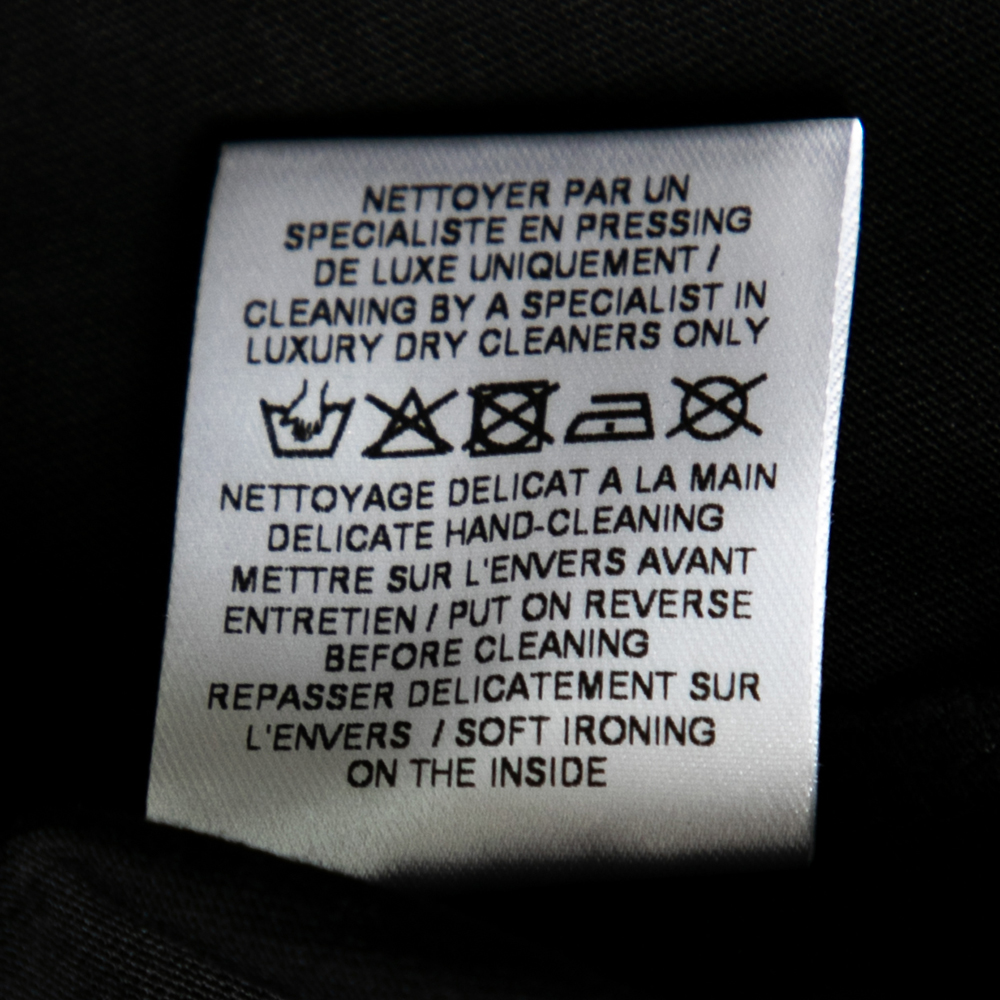 NETTOYER PAR UN
SPECIALISTE EN PRESSING
DE LUXE UNIQUEMENT /
CLEANING BY A SPECIALIST IN
LUXURY DRY CLEANERS ONLY
NETTOYAGE DELICAT A LA MAIN
DELICATE HAND-CLEANING
METTRE SUR L'ENVERS AVANT
ENTRETIEN / PUT ON REVERSE
BEFORE CLEANING
REPASSER DELICATEMENT SUR
L'ENVERS / SOFT IRONING
ON THE INSIDE